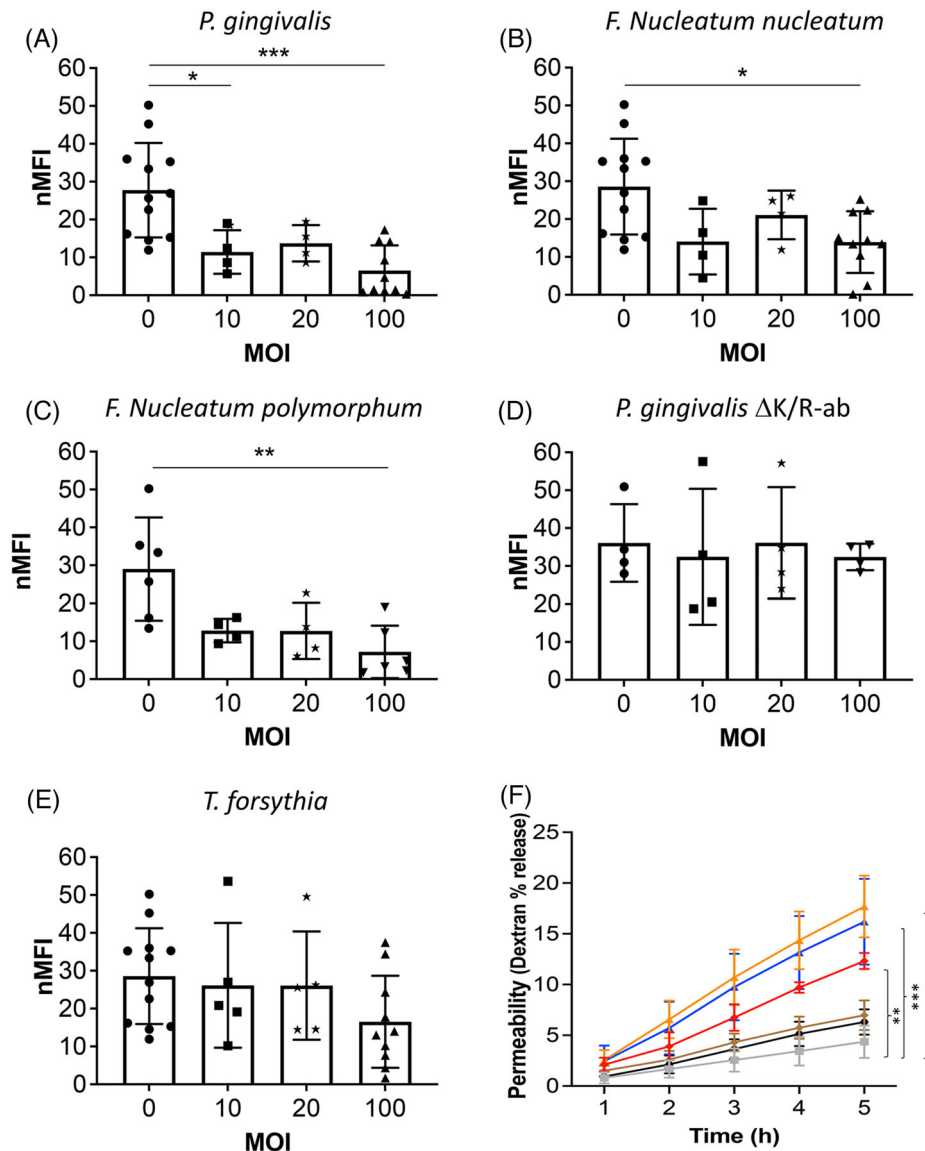 (A) P. gingivalis
***
*
nMFI
60
50
40
30
20
10
0
0 10 20 100
MOI
(B) F. Nucleatum nucleatum
*
nMFI
60
50
40
30
20
10
0
0 10 20 100
MOI
(C) F. Nucleatum polymorphum
**
nMFI
60
50
40
30
20
10
0
0 10 20 100
MOI
(D) P. gingivalis ΔK/R-ab
nMFI
60
50
40
30
20
10
0
0 10 20 100
MOI
(E) T. forsythia
nMFI
60
50
40
30
20
10
0
0 10 20 100
MOI
(F)
Permeability (Dextran % release)
25
20
15
10
5
0
1 2 3 4 5
Time (h)
**
***